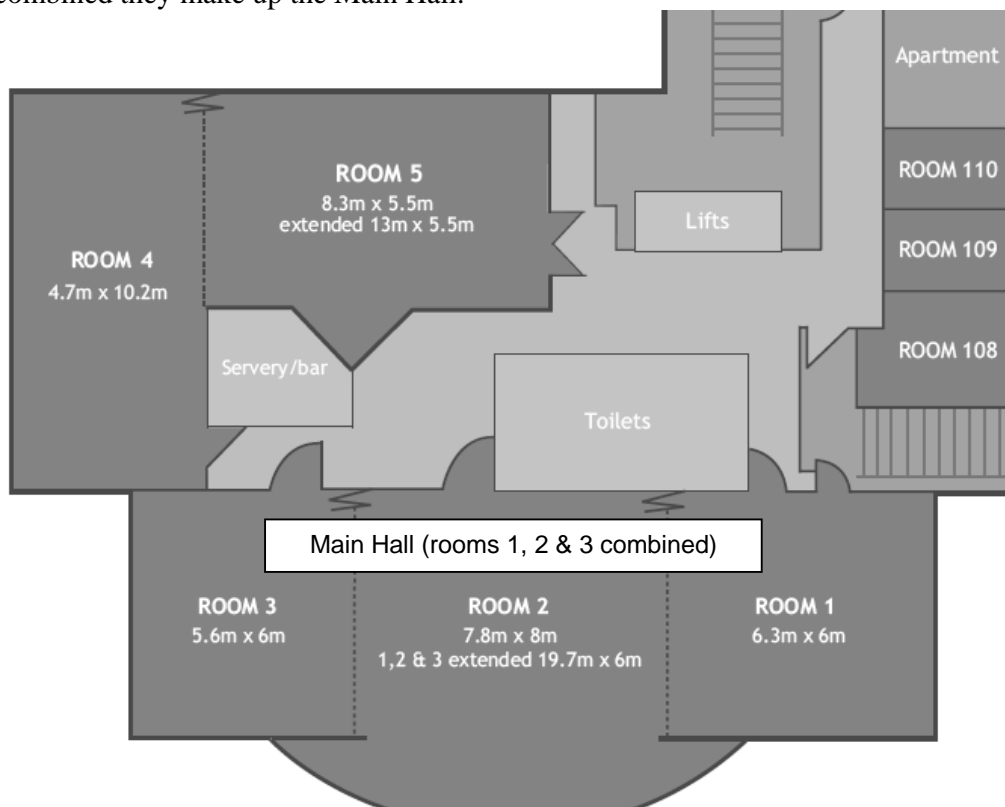 combined they make up the Main Hall.
Apartment
ROOM 110
ROOM 5
8.3m x 5.5m
extended 13m x 5.5m
Lifts
ROOM 109
ROOM 4
4.7m x 10.2m
ROOM 108
Servery/bar
Toilets
Main Hall (rooms 1, 2 & 3 combined)
ROOM 3
5.6m x 6m
ROOM 2
7.8m x 8m
1,2 & 3 extended 19.7m x 6m
ROOM 1
6.3m x 6m